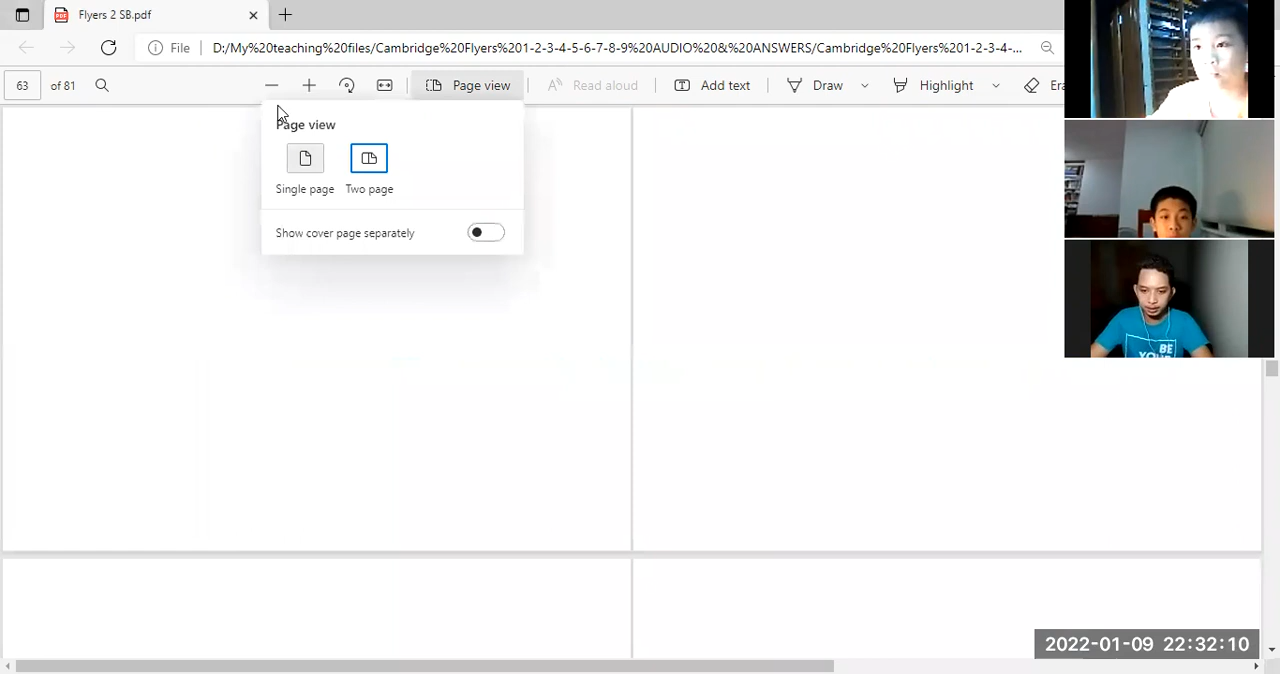 Flyers 2 SB.pdf
File D:/My%20teaching%20files/Cambridge%20Flyers%201-2-3-4-5-6-7-8-9%20AUDIO%20&%20ANSWERS/Cambridge%20Flyers%201-2-3-4-...
63 of 81 Page view Read aloud Add text Draw Highlight Era
Page view
Single page Two page
Show cover page separately
BE
2022-01-09 22:32:10